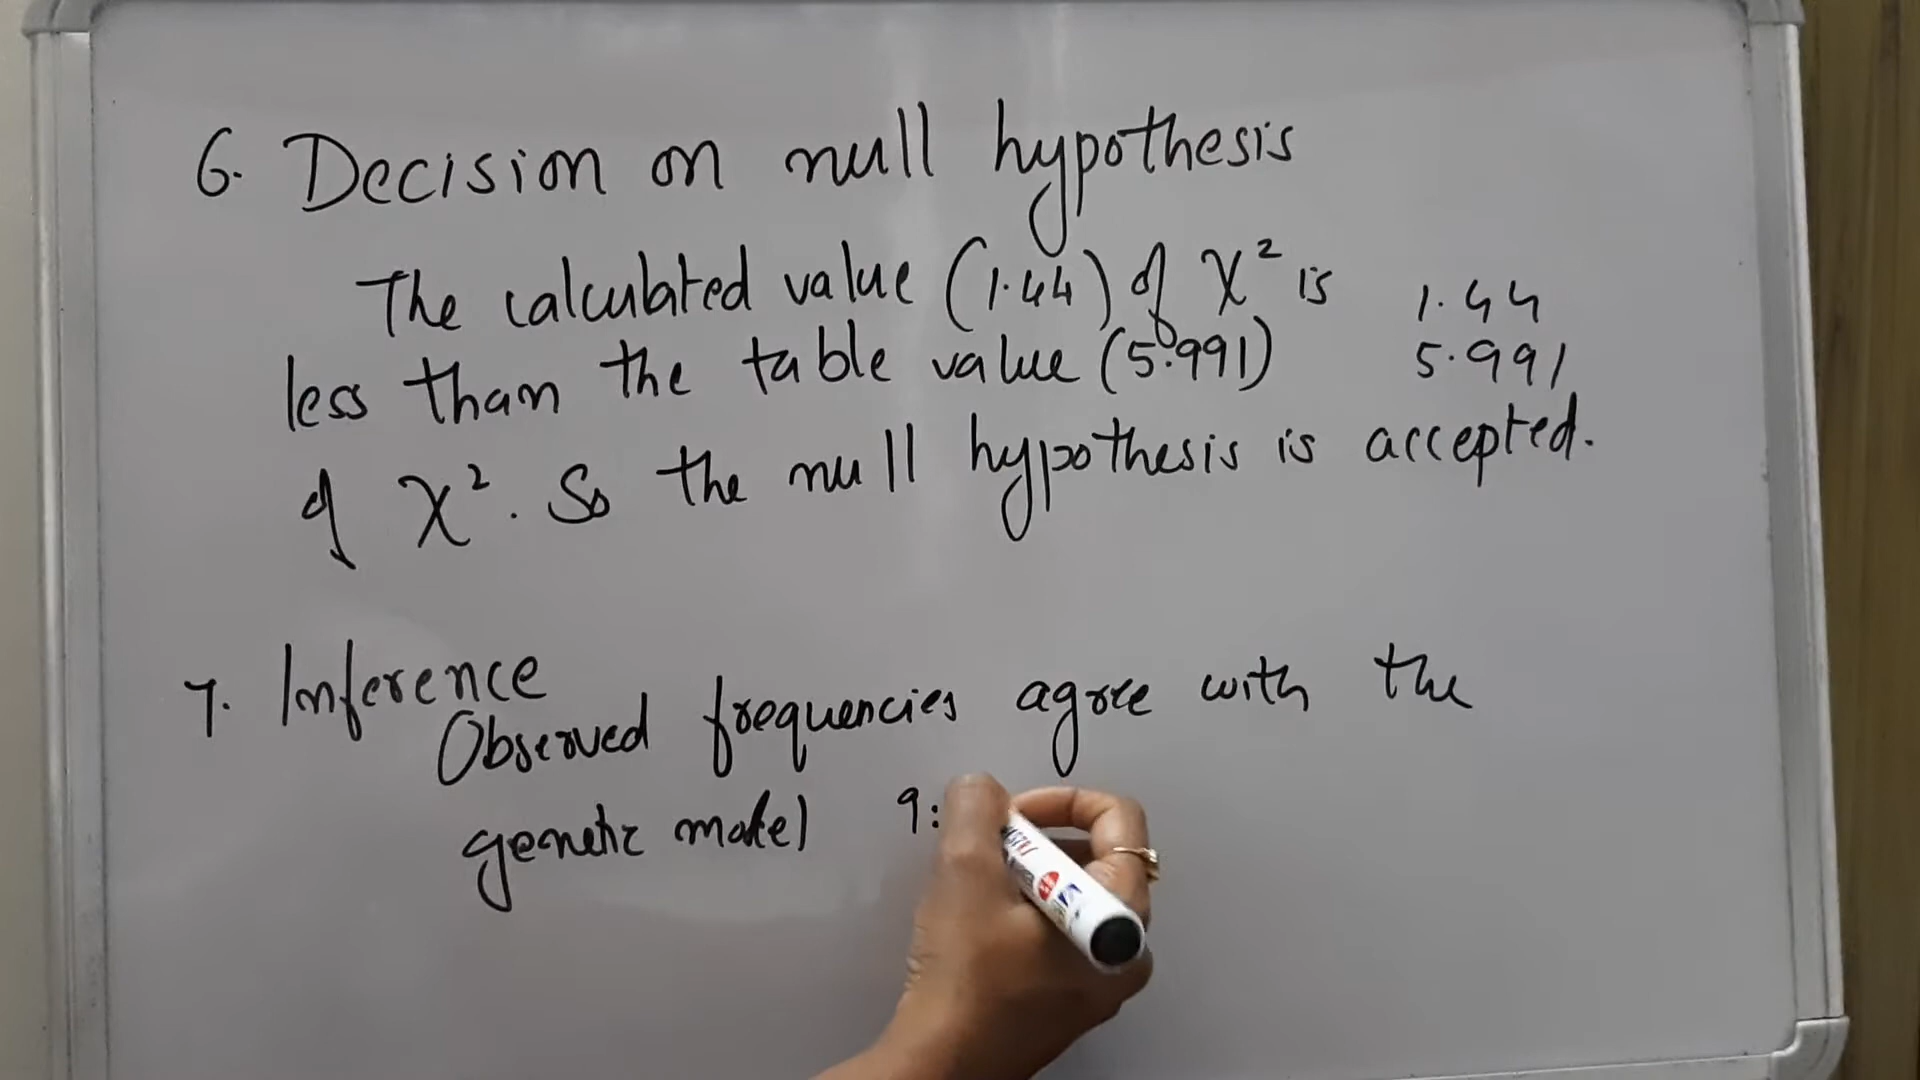 6. Decision on null hypothesis
The calculated value (1.44) of χ² is
1.44
less than the table value (5.991)
5.991
of χ². So the null hypothesis is accepted.
7. Inference
Observed frequencies agree with the
genetic model 9: